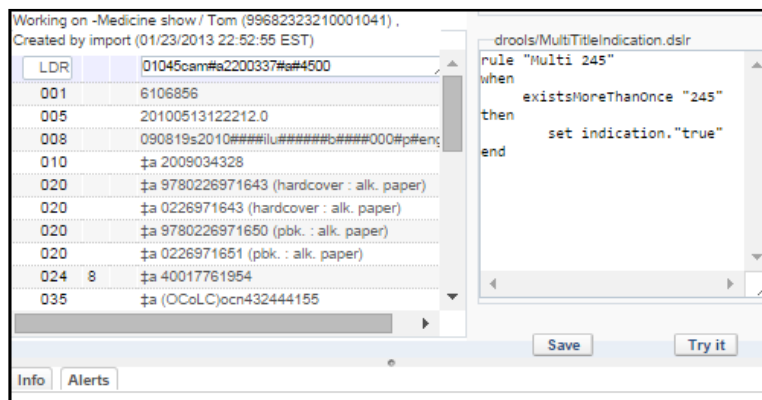 Working on -Medicine show / Tom (99682323210001041) ,
Created by import (01/23/2013 22:52:55 EST)
LDR 01045cam#a2200337#a#4500
001 6106856
005 20100513122212.0
008 090819s2010####ilu######b####000#p#eng
010 ‡a 2009034328
020 ‡a 9780226971643 (hardcover : alk. paper)
020 ‡a 0226971643 (hardcover : alk. paper)
020 ‡a 9780226971650 (pbk. : alk. paper)
020 ‡a 0226971651 (pbk. : alk. paper)
024 8 ‡a 40017761954
035 ‡a (OCoLC)ocn432444155
drools/MultiTitleIndication.dslr
rule "Multi 245"
when
existsMoreThanOnce "245"
then
set indication."true"
end
Save Try it
Info Alerts